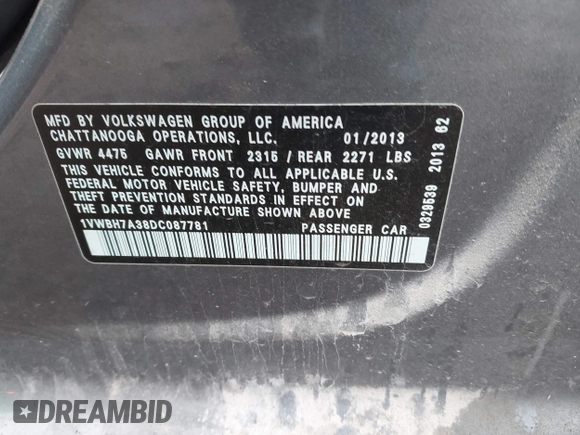 MFD BY VOLKSWAGEN GROUP OF AMERICA
CHATTANOOGA OPERATIONS, LLC. 01/2013
GVWR 4475 GAWR FRONT 2315 / REAR 2271 LBS
THIS VEHICLE CONFORMS TO ALL APPLICABLE U.S.
FEDERAL MOTOR VEHICLE SAFETY, BUMPER AND
THEFT PREVENTION STANDARDS IN EFFECT ON
THE DATE OF MANUFACTURE SHOWN ABOVE
1VWBH7A38DC087781 PASSENGER CAR
0329539 2013 62
DREAMBID